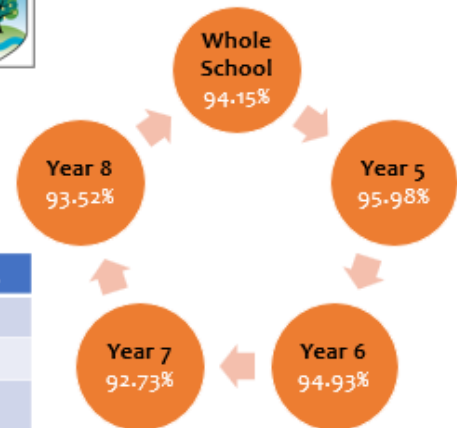 Whole
School
94.15%
Year 5
95.98%
Year 6
94.93%
Year 7
92.73%
Year 8
93.52%